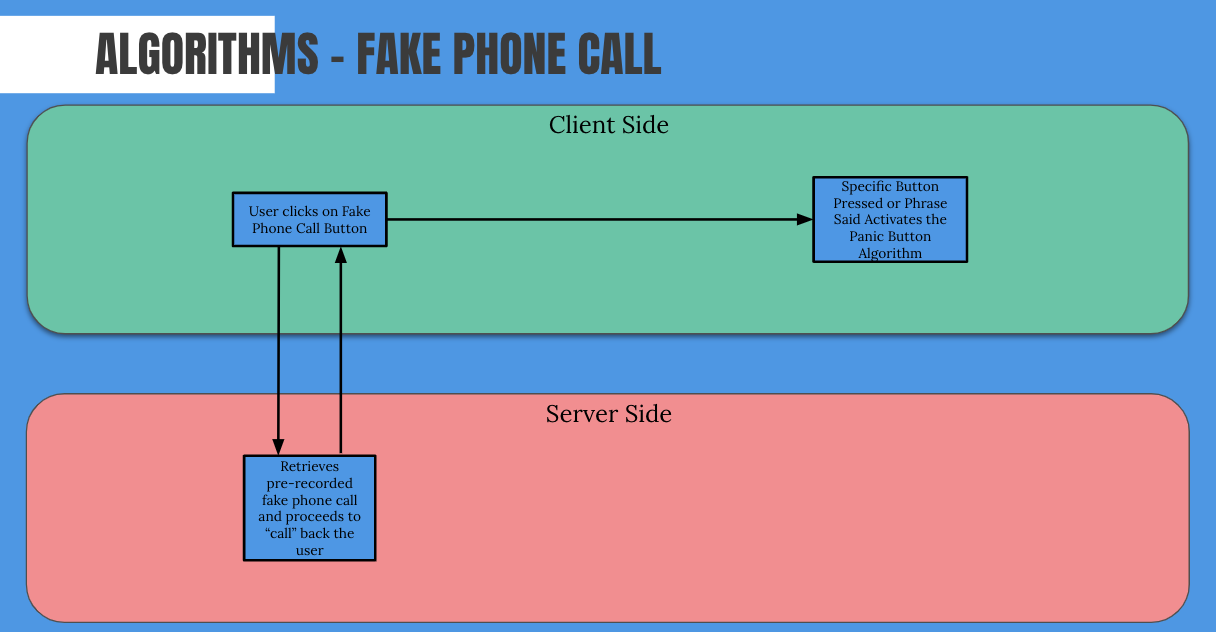 ALGORITHMS - FAKE PHONE CALL
Client Side
User clicks on Fake
Phone Call Button
Specific Button
Pressed or Phrase
Said Activates the
Panic Button
Algorithm
Server Side
Retrieves
pre-recorded
fake phone call
and proceeds to
“call” back the
user